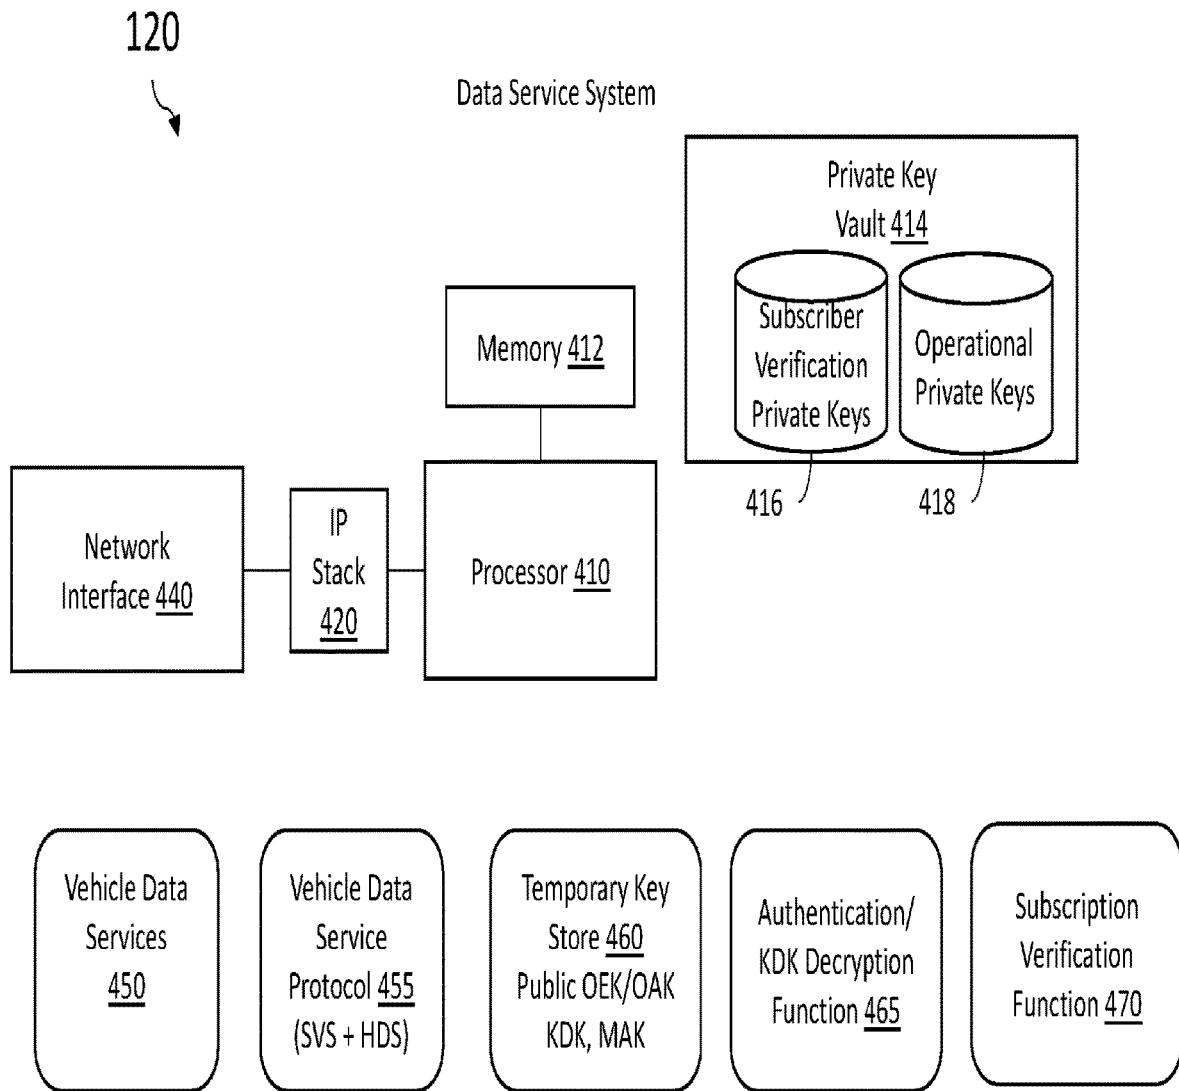 120
Data Service System
Private Key
Vault 414
Subscriber
Verification
Private Keys
Operational
Private Keys
416
418
Memory 412
Network
Interface 440
IP
Stack
420
Processor 410
Vehicle Data
Services
450
Vehicle Data
Service
Protocol 455
(SVS + HDS)
Temporary Key
Store 460
Public OEK/OAK
KDK, MAK
Authentication/
KDK Decryption
Function 465
Subscription
Verification
Function 470